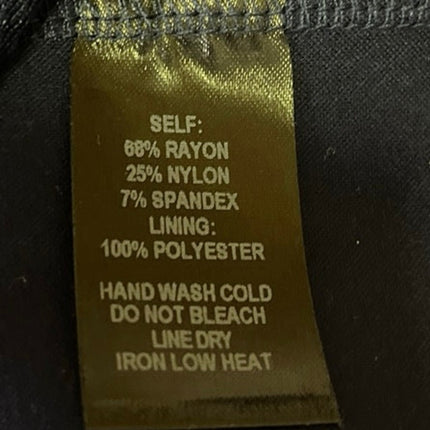 SELF:
68% RAYON
25% NYLON
7% SPANDEX
LINING:
100% POLYESTER
HAND WASH COLD
DO NOT BLEACH
LINE DRY
IRON LOW HEAT